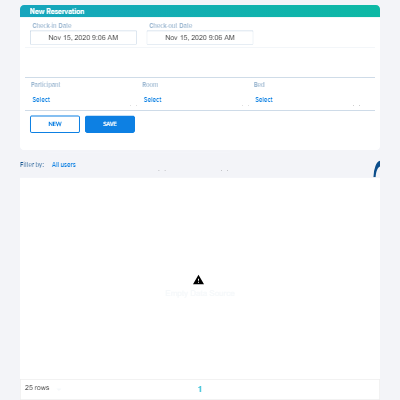 New Reservation
Check-in Date Check-out Date
Nov 15, 2020 9:06 AM Nov 15, 2020 9:06 AM
Participant Room Bed
Select Select Select
NEW SAVE
Filter by: All users
25 rows 1